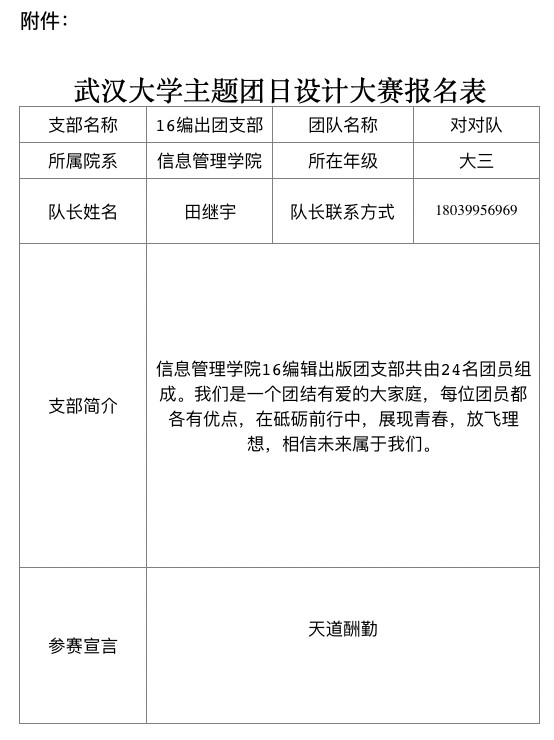 附件：
武汉大学主题团日设计大赛报名表
支部名称 16编出团支部 团队名称 对对队
所属院系 信息管理学院 所在年级 大三
队长姓名 田继宇 队长联系方式 18039956969
支部简介
信息管理学院16编辑出版团支部共由24名团员组
成。我们是一个团结有爱的大家庭，每位团员都
各有优点，在砥砺前行中，展现青春，放飞理
想，相信未来属于我们。
参赛宣言
天道酬勤